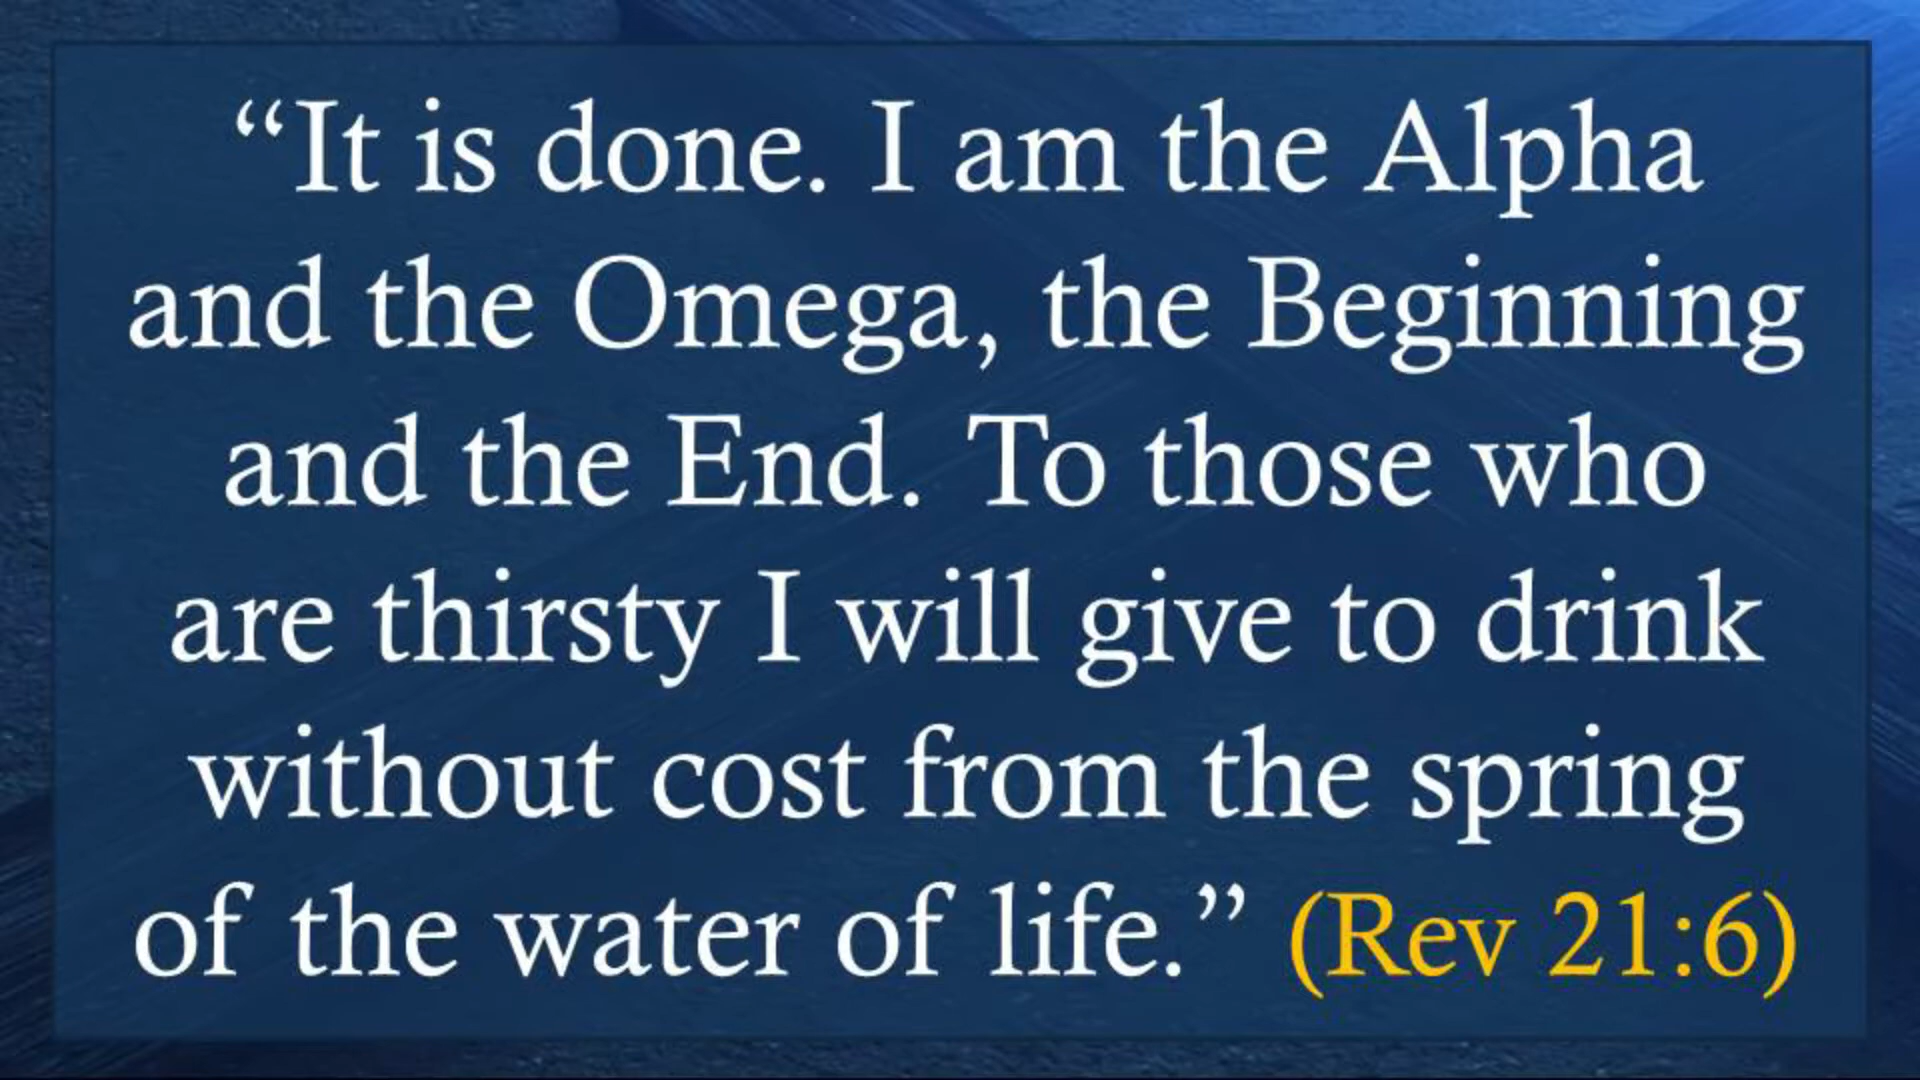 “It is done. I am the Alpha
and the Omega, the Beginning
and the End. To those who
are thirsty I will give to drink
without cost from the spring
of the water of life.” (Rev 21:6)